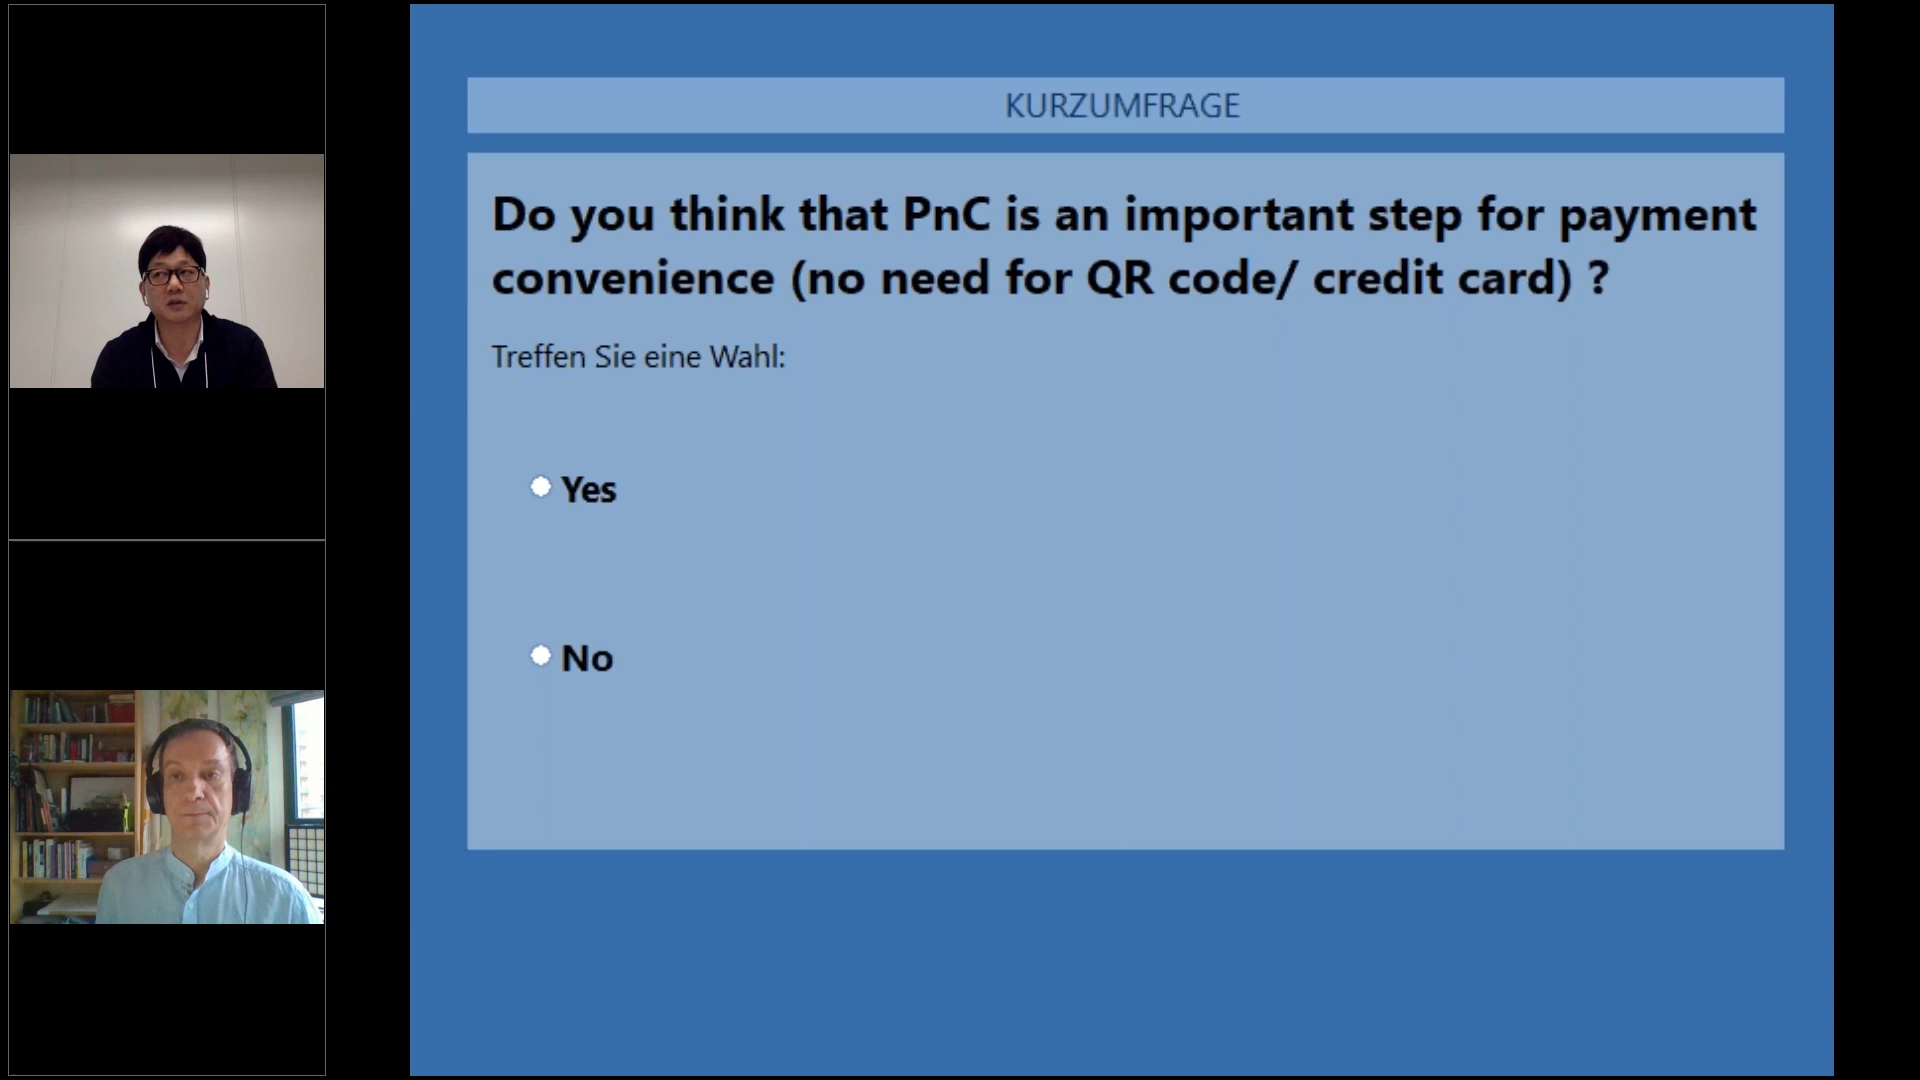 KURZUMFRAGE
Do you think that PnC is an important step for payment
convenience (no need for QR code/ credit card) ?
Treffen Sie eine Wahl:
Yes
No